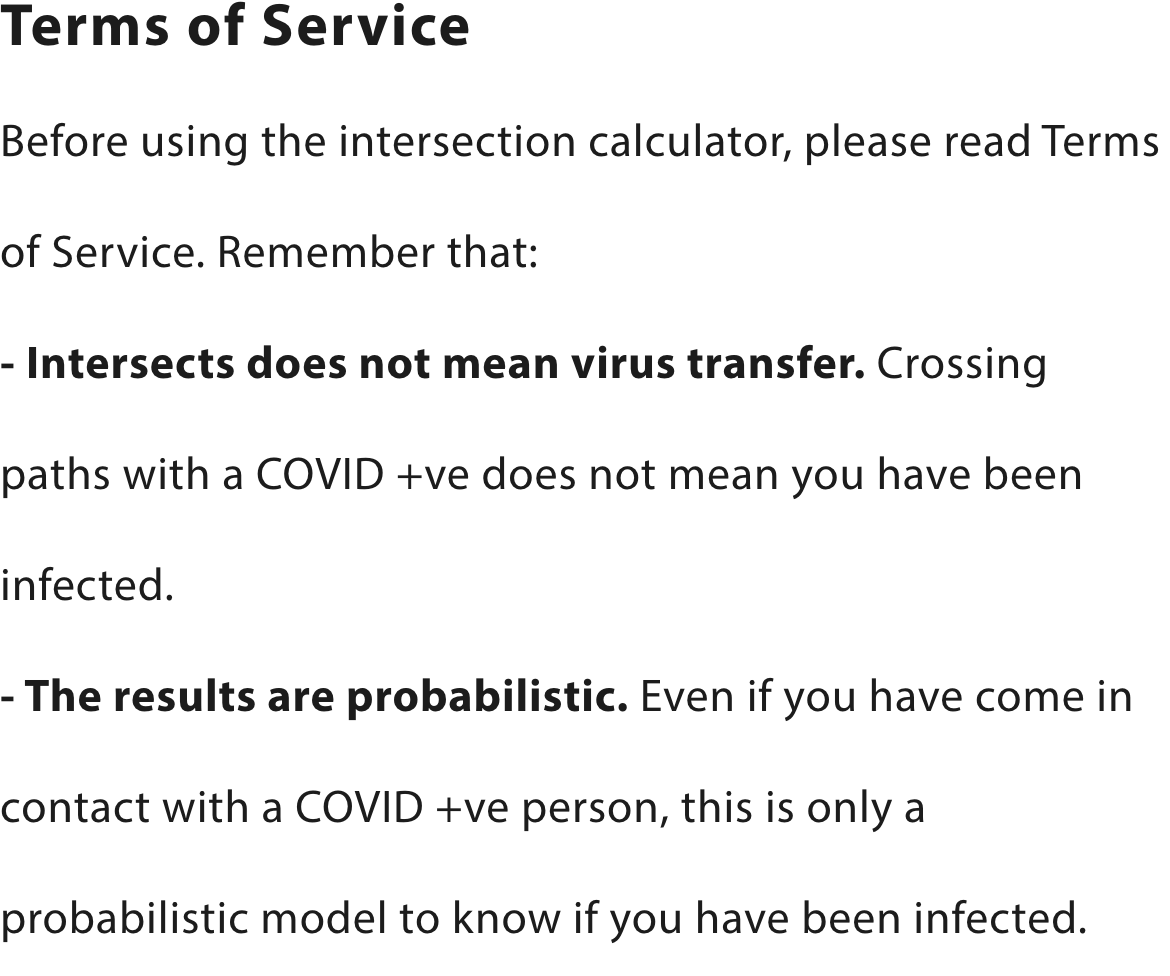 Terms of Service
Before using the intersection calculator, please read Terms
of Service. Remember that:
- Intersects does not mean virus transfer. Crossing
paths with a COVID +ve does not mean you have been
infected.
- The results are probabilistic. Even if you have come in
contact with a COVID +ve person, this is only a
probabilistic model to know if you have been infected.